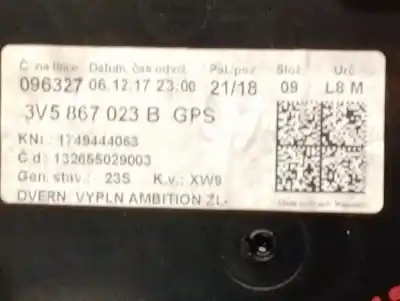 Č. na lince Datum, čas odvol. Pal./poz. Slož. Urč.
096327 06.12.17 23:00 21/18 09 L8 M
3V5 867 023 B GPS
KNr.: 1749444063
Č.d.: 132655029003
Gen. stav.: 23S K.v.: XW9
DVERN. VYPLN AMBITION ZL-